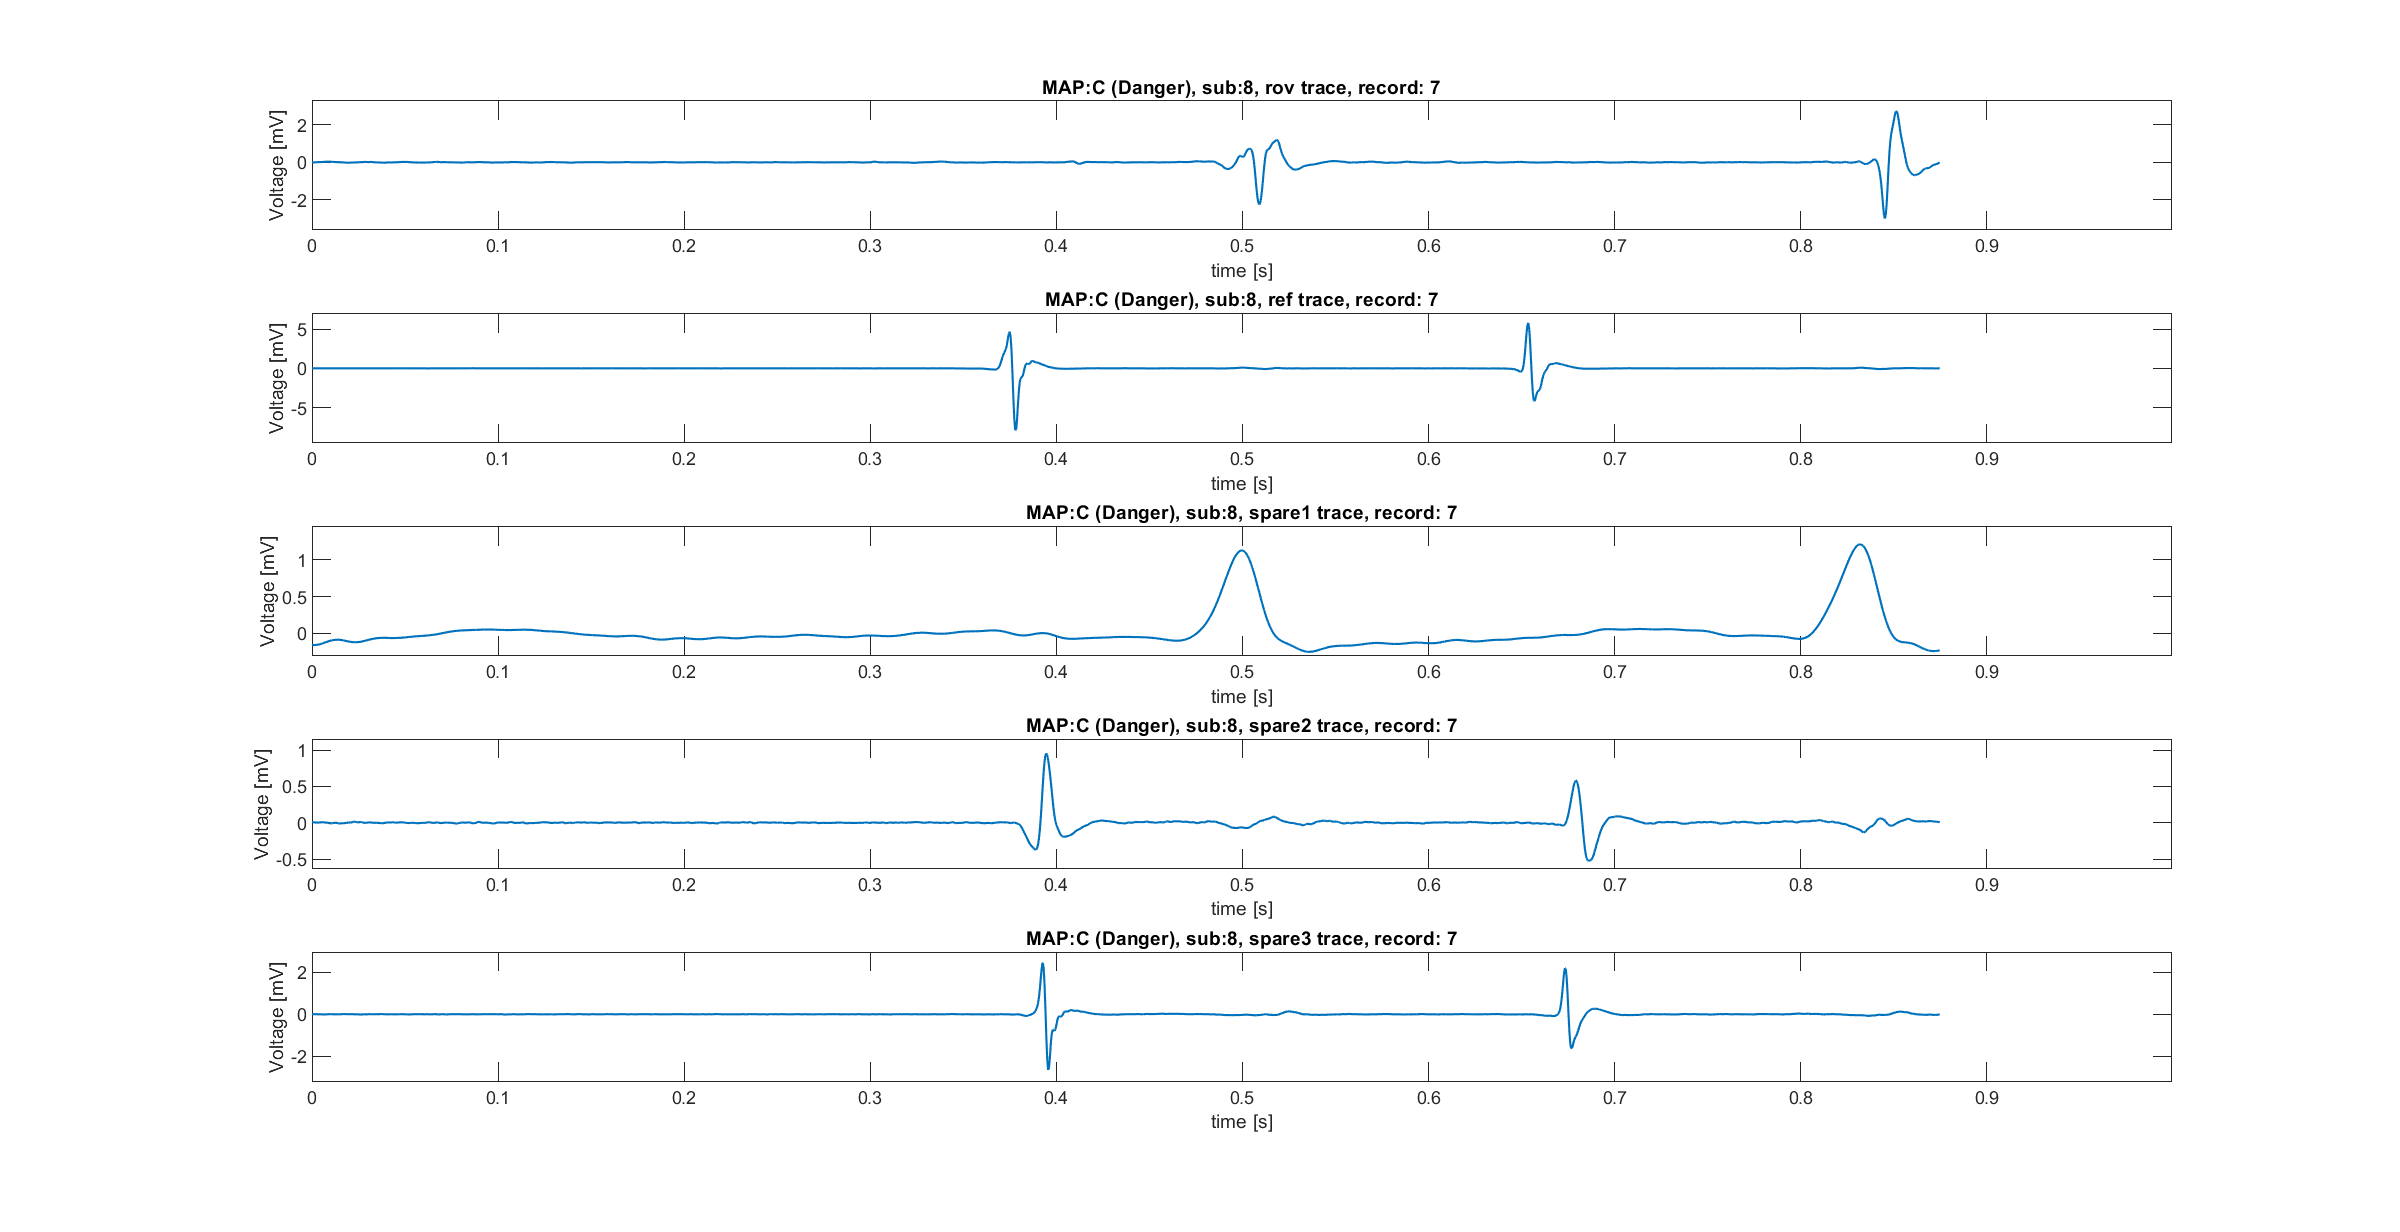 MAP:C (Danger), sub:8, rov trace, record: 7
Voltage [mV]
2
0
-2
0 0.1 0.2 0.3 0.4 0.5 0.6 0.7 0.8 0.9
time [s]
MAP:C (Danger), sub:8, ref trace, record: 7
Voltage [mV]
5
0
-5
0 0.1 0.2 0.3 0.4 0.5 0.6 0.7 0.8 0.9
time [s]
MAP:C (Danger), sub:8, spare1 trace, record: 7
Voltage [mV]
1
0.5
0
0 0.1 0.2 0.3 0.4 0.5 0.6 0.7 0.8 0.9
time [s]
MAP:C (Danger), sub:8, spare2 trace, record: 7
Voltage [mV]
1
0.5
0
-0.5
0 0.1 0.2 0.3 0.4 0.5 0.6 0.7 0.8 0.9
time [s]
MAP:C (Danger), sub:8, spare3 trace, record: 7
Voltage [mV]
2
0
-2
0 0.1 0.2 0.3 0.4 0.5 0.6 0.7 0.8 0.9
time [s]